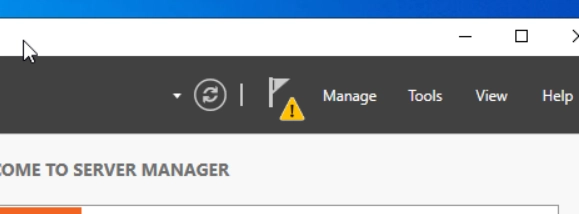 Manage Tools View Help
COME TO SERVER MANAGER